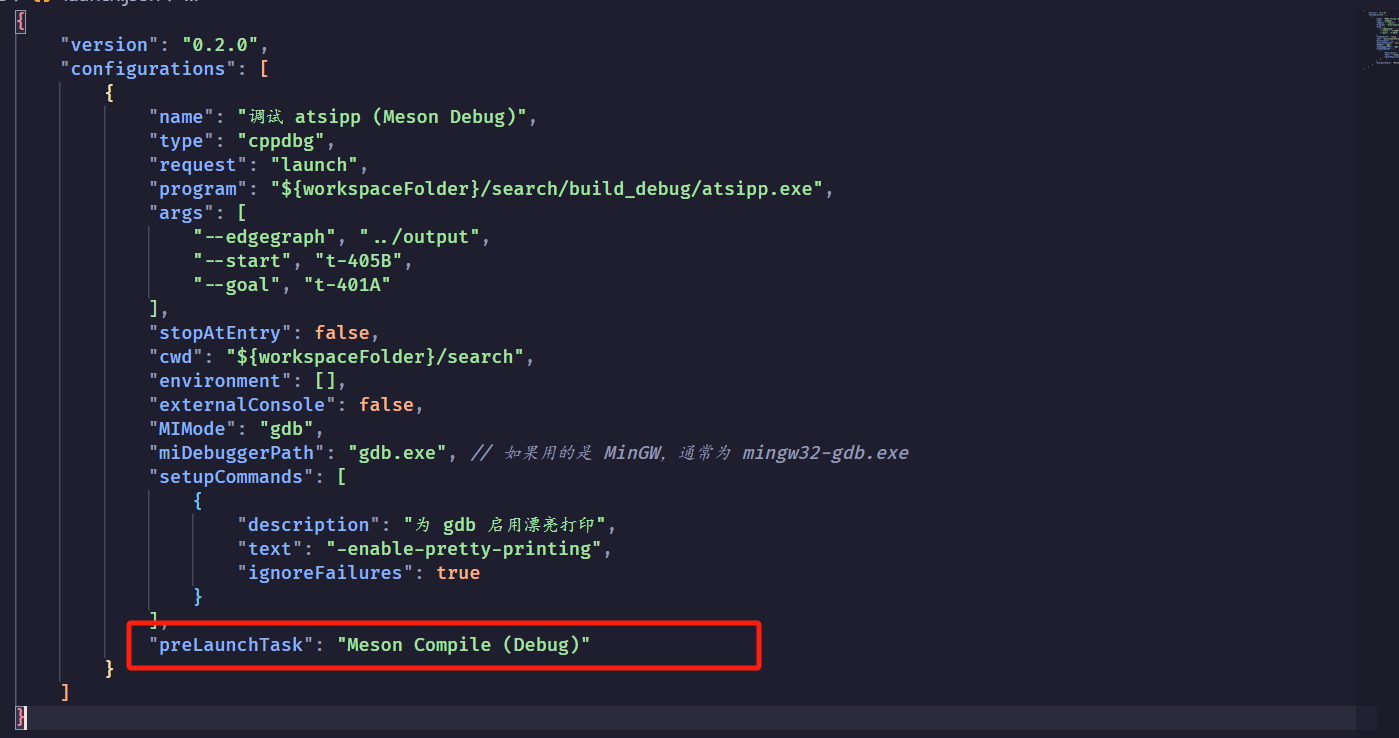 {
"version": "0.2.0",
"configurations": [
{
"name": "调试 atsipp (Meson Debug)",
"type": "cppdbg",
"request": "launch",
"program": "${workspaceFolder}/search/build_debug/atsipp.exe",
"args": [
"--edgegraph", "../output",
"--start", "t-405B",
"--goal", "t-401A"
],
"stopAtEntry": false,
"cwd": "${workspaceFolder}/search",
"environment": [],
"externalConsole": false,
"MIMode": "gdb",
"miDebuggerPath": "gdb.exe", // 如果用的是 MinGW，通常为 mingw32-gdb.exe
"setupCommands": [
{
"description": "为 gdb 启用漂亮打印",
"text": "-enable-pretty-printing",
"ignoreFailures": true
}
],
"preLaunchTask": "Meson Compile (Debug)"
}
]
}